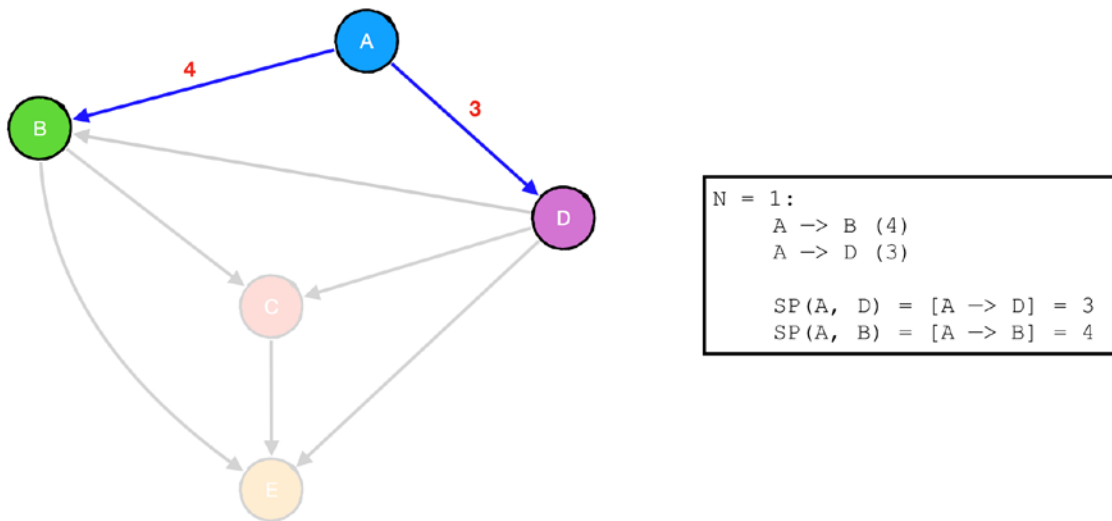 A
4
3
B
D
C
E
N = 1:
A —> B (4)
A —> D (3)
SP(A, D) = [A —> D] = 3
SP(A, B) = [A —> B] = 4